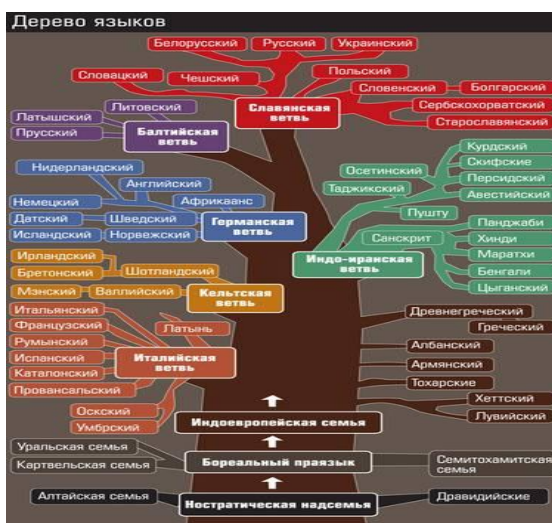 Дерево языков
Белорусский
Русский
Украинский
Словацкий
Чешский
Польский
Словенский
Болгарский
Сербскохорватский
Старославянский
Славянская
ветвь
Литовский
Латышский
Прусский
Балтийская
ветвь
Нидерландский
Английский
Немецкий
Африкаанс
Датский
Шведский
Исландский
Норвежский
Германская
ветвь
Курдский
Осетинский
Скифские
Таджикский
Персидский
Авестийский
Пушту
Санскрит
Панджаби
Хинди
Маратхи
Бенгали
Цыганский
Индо-иранская
ветвь
Ирландский
Бретонский
Шотландский
Мэнский
Валлийский
Кельтская
ветвь
Итальянский
Французский
Латынь
Румынский
Испанский
Каталонский
Провансальский
Оскский
Умбрский
Италийская
ветвь
Древнегреческий
Греческий
Албанский
Армянский
Тохарские
Хеттский
Лувийский
Индоевропейская семья
Уральская семья
Картвельская семья
Бореальный праязык
Семитохамитская
семья
Алтайская семья
Ностратическая надсемья
Дравидийские